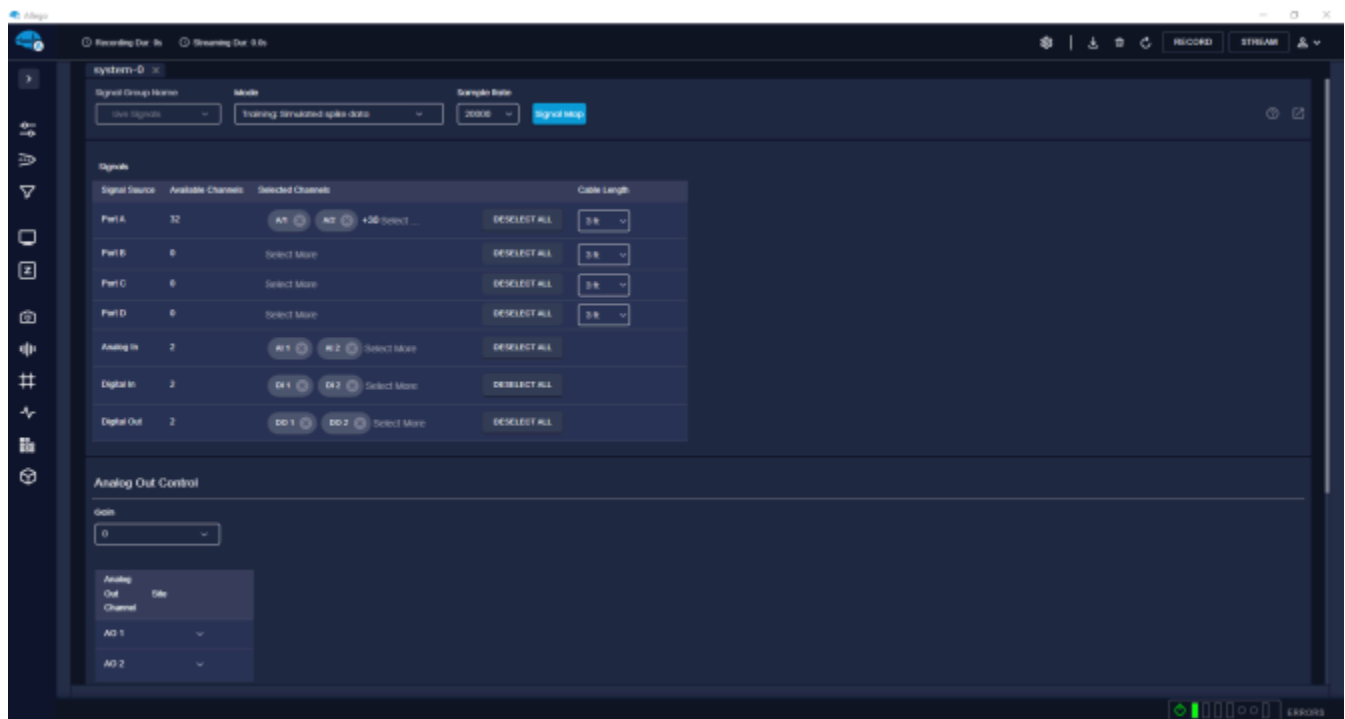 Allego
Recording Dur: 0s Streaming Dur: 0.0s RECORD STREAM
system-0 ×
Signal Group Name Mode Sample Rate
Live Signals Training: Simulated spike data 20000 Signal Map
Signals
Signal Source Available Channels Selected Channels Cable Length
Port A 32 A/1 A/2 +30 Select ... DESELECT ALL 3 ft
Port B 0 Select More DESELECT ALL 3 ft
Port C 0 Select More DESELECT ALL 3 ft
Port D 0 Select More DESELECT ALL 3 ft
Analog In 2 AI 1 AI 2 Select More DESELECT ALL
Digital In 2 DI 1 DI 2 Select More DESELECT ALL
Digital Out 2 DO 1 DO 2 Select More DESELECT ALL
Analog Out Control
Gain
0
Analog
Out Site
Channel
AO 1
AO 2
ERRORS